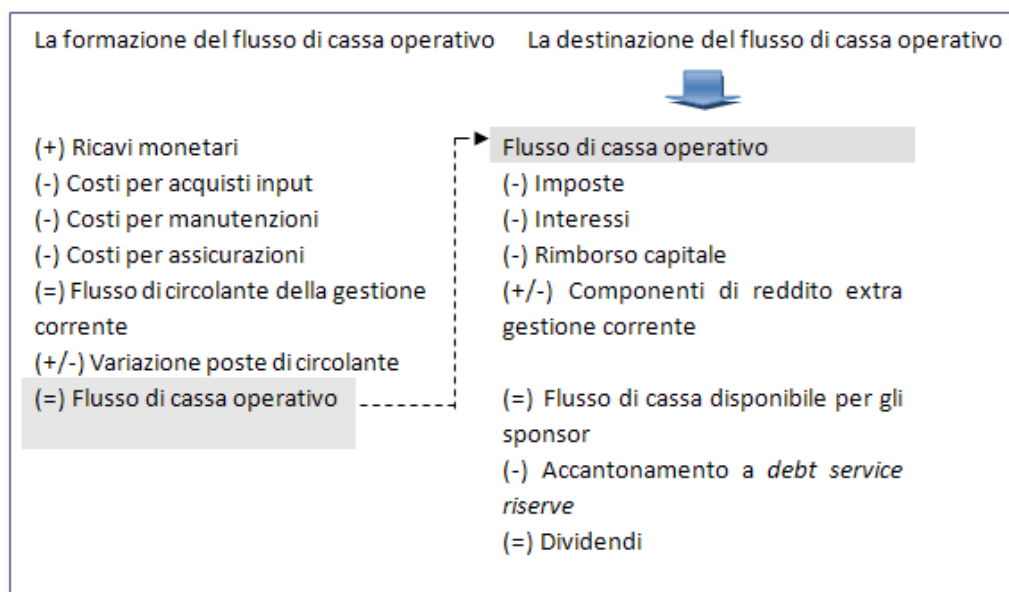 La formazione del flusso di cassa operativo
(+) Ricavi monetari
(-) Costi per acquisti input
(-) Costi per manutenzioni
(-) Costi per assicurazioni
(=) Flusso di circolante della gestione
corrente
(+/-) Variazione poste di circolante
(=) Flusso di cassa operativo
La destinazione del flusso di cassa operativo
Flusso di cassa operativo
(-) Imposte
(-) Interessi
(-) Rimborso capitale
(+/-) Componenti di reddito extra
gestione corrente
(=) Flusso di cassa disponibile per gli
sponsor
(-) Accantonamento a debt service
riserve
(=) Dividendi